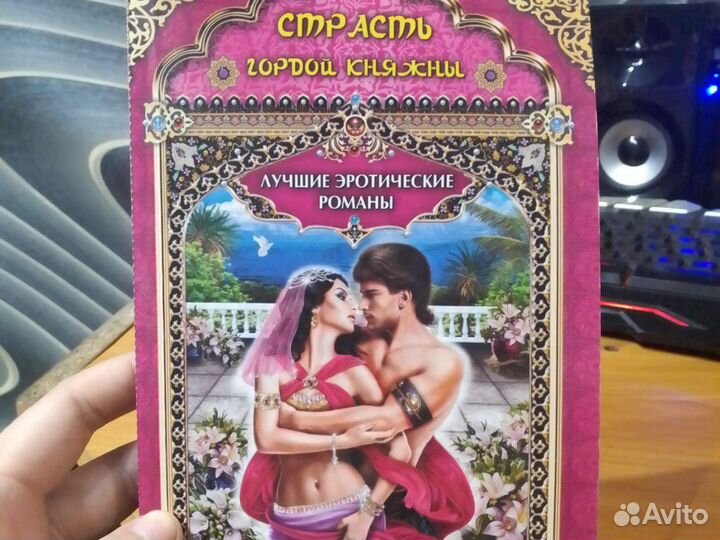 СТРАСТЬ
ГОРДОЙ КНЯЖНЫ
ЛУЧШИЕ ЭРОТИЧЕСКИЕ
РОМАНЫ
Avito